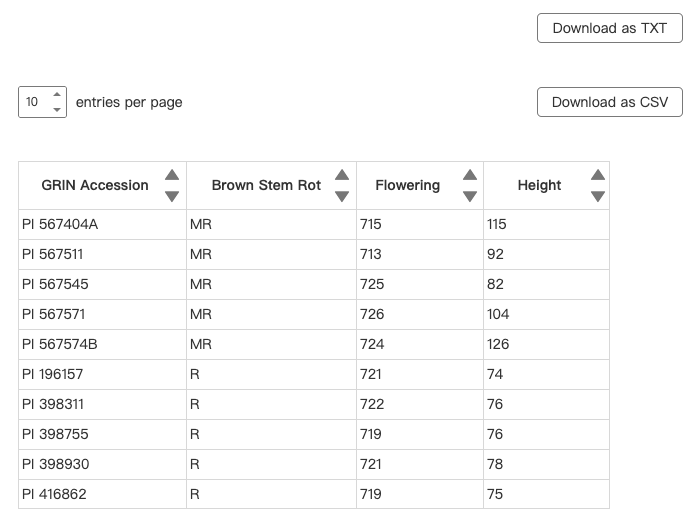 Download as TXT
10 entries per page
Download as CSV
GRIN Accession Brown Stem Rot Flowering Height
PI 567404A MR 715 115
PI 567511 MR 713 92
PI 567545 MR 725 82
PI 567571 MR 726 104
PI 567574B MR 724 126
PI 196157 R 721 74
PI 398311 R 722 76
PI 398755 R 719 76
PI 398930 R 721 78
PI 416862 R 719 75